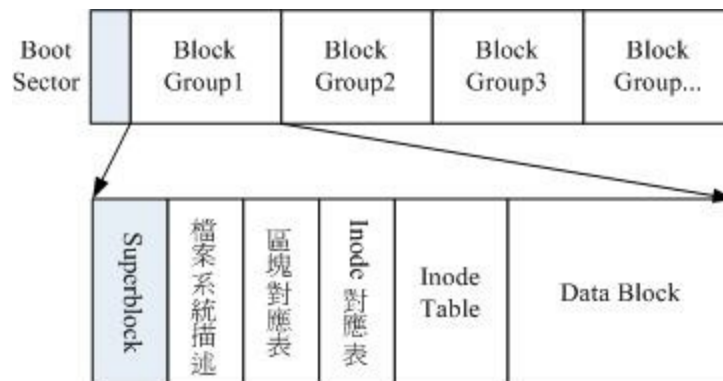 Boot
Sector
Block
Group1
Block
Group2
Block
Group3
Block
Group...
Superblock
檔案系統描述
區塊對應表
Inode 對應表
Inode
Table
Data Block